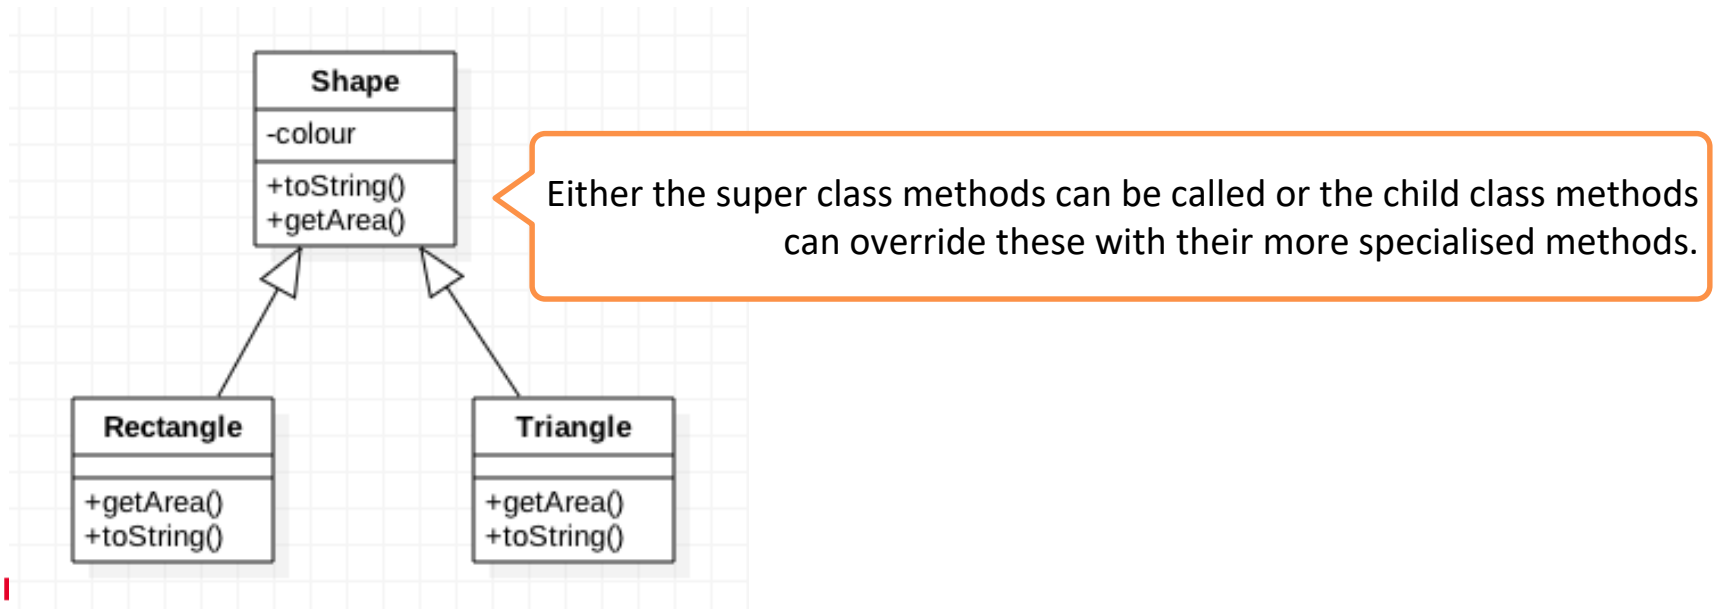 Shape
-colour
+toString()
+getArea()
Either the super class methods can be called or the child class methods
can override these with their more specialised methods.
Rectangle
+getArea()
+toString()
Triangle
+getArea()
+toString()